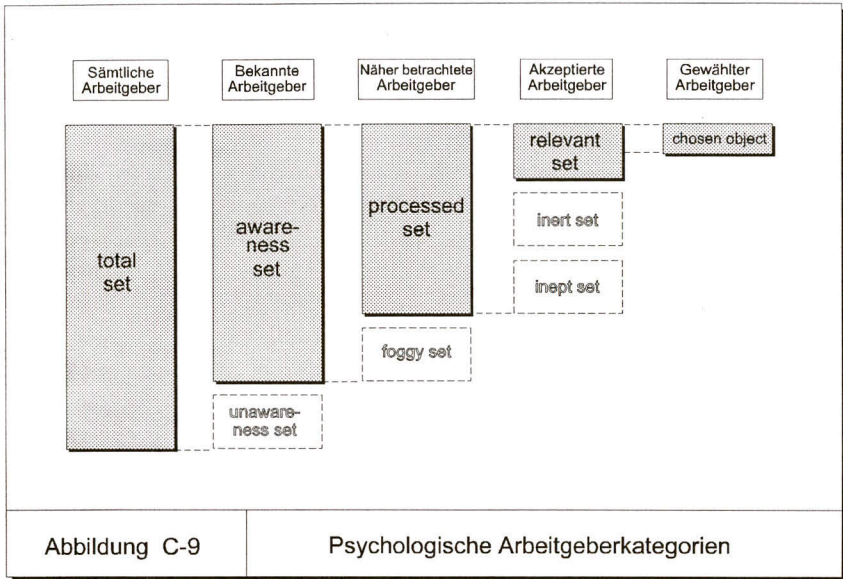 Sämtliche
Arbeitgeber
Bekannte
Arbeitgeber
Näher betrachtete
Arbeitgeber
Akzeptierte
Arbeitgeber
Gewählter
Arbeitgeber
total
set
aware-
ness
set
unaware-
ness set
processed
set
foggy set
relevant
set
inert set
inept set
chosen object
Abbildung C-9
Psychologische Arbeitgeberkategorien